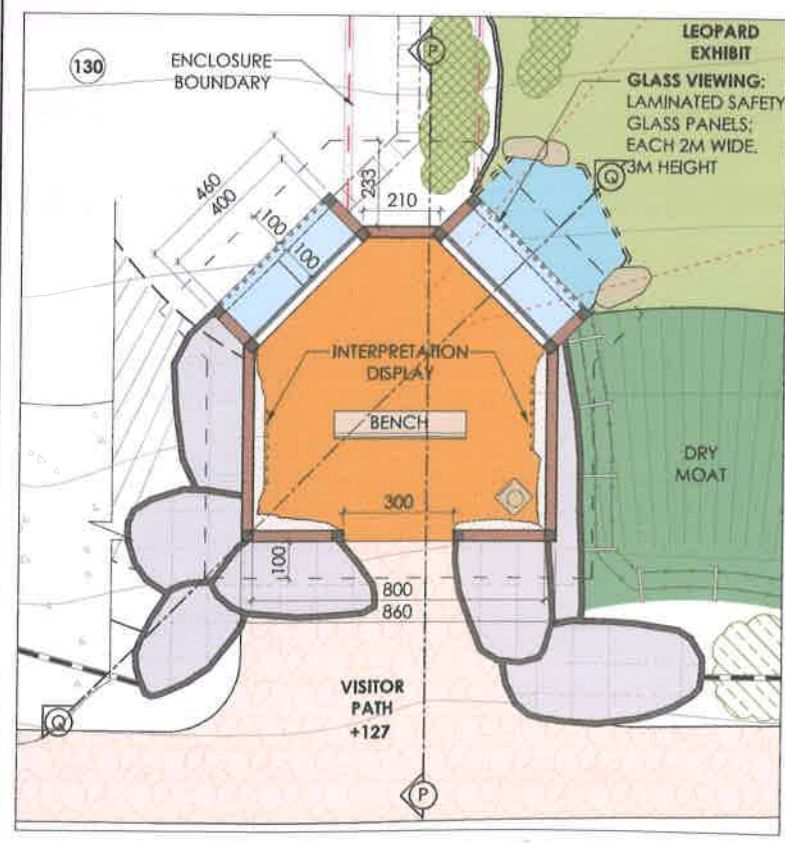 130
ENCLOSURE
BOUNDARY
P
LEOPARD
EXHIBIT
GLASS VIEWING:
LAMINATED SAFETY
GLASS PANELS;
EACH 2M WIDE,
3M HEIGHT
Q
460
400
233
210
100
100
INTERPRETATION
DISPLAY
BENCH
DRY
MOAT
300
100
800
860
VISITOR
PATH
+127
Q
P